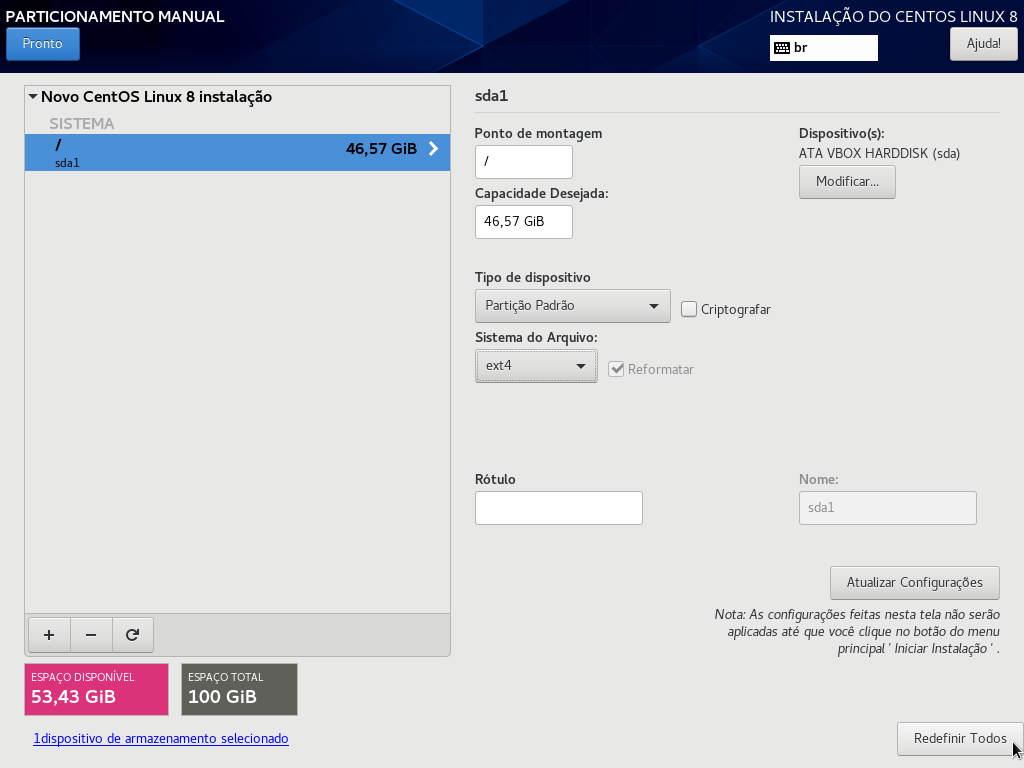 PARTICIONAMENTO MANUAL
INSTALAÇÃO DO CENTOS LINUX 8
Pronto
br
Ajuda!
Novo CentOS Linux 8 instalação
SISTEMA
/
sda1
46,57 GiB
sda1
Ponto de montagem
/
Capacidade Desejada:
46,57 GiB
Dispositivo(s):
ATA VBOX HARDDISK (sda)
Modificar...
Tipo de dispositivo
Partição Padrão
Criptografar
Sistema do Arquivo:
ext4
Reformatar
Rótulo
Nome:
sda1
Atualizar Configurações
Nota: As configurações feitas nesta tela não serão
aplicadas até que você clique no botão do menu
principal ' Iniciar Instalação ' .
+
−
ESPAÇO DISPONÍVEL
53,43 GiB
ESPAÇO TOTAL
100 GiB
1dispositivo de armazenamento selecionado
Redefinir Todos